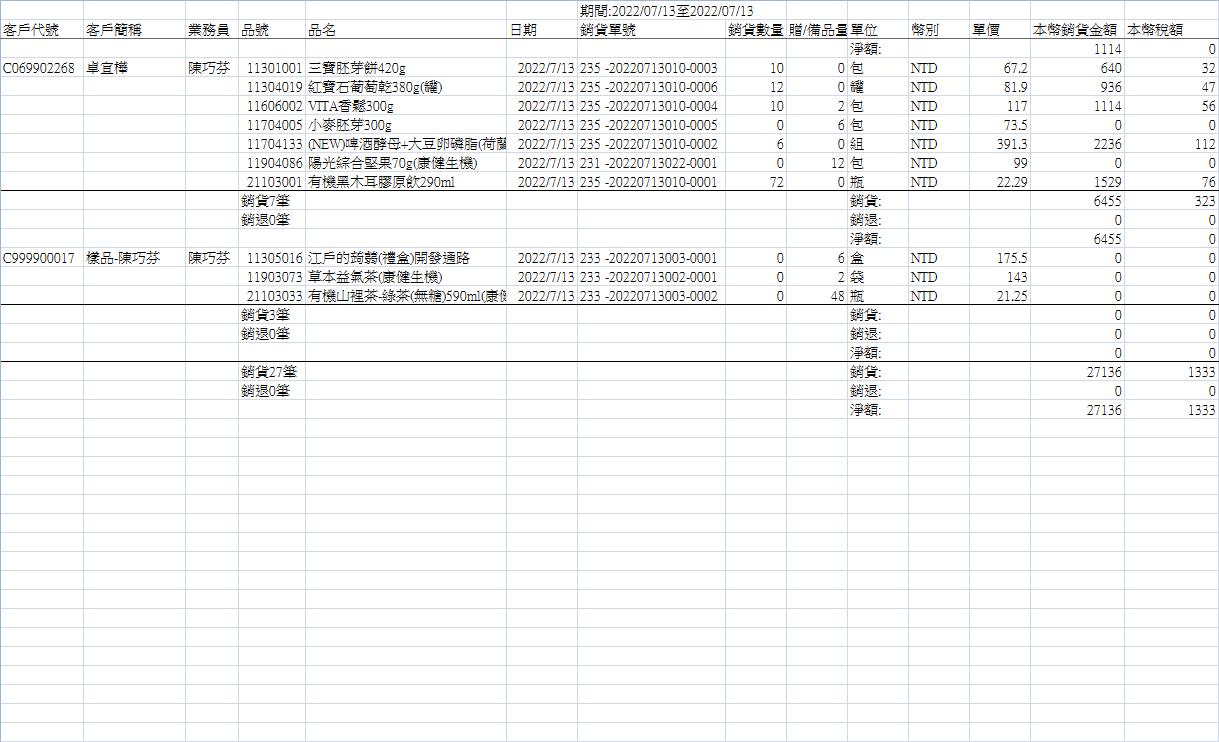 期間:2022/07/13至2022/07/13
客戶代號 客戶簡稱 業務員 品號 品名 日期 銷貨單號 銷貨數量 贈/備品量 單位 幣別 單價 本幣銷貨金額 本幣稅額
淨額: 1114 0
C069902268 卓宜樺 陳巧芬 11301001 三寶胚芽餅420g 2022/7/13 235 -20220713010-0003 10 0 包 NTD 67.2 640 32
11304019 紅寶石葡萄乾380g(罐) 2022/7/13 235 -20220713010-0006 12 0 罐 NTD 81.9 936 47
11606002 VITA香鬆300g 2022/7/13 235 -20220713010-0004 10 2 包 NTD 117 1114 56
11704005 小麥胚芽300g 2022/7/13 235 -20220713010-0005 0 6 包 NTD 73.5 0 0
11704133 (NEW)啤酒酵母+大豆卵磷脂(荷蘭 2022/7/13 235 -20220713010-0002 6 0 組 NTD 391.3 2236 112
11904086 陽光綜合堅果70g(康健生機) 2022/7/13 231 -20220713022-0001 0 12 包 NTD 99 0 0
21103001 有機黑木耳膠原飲290ml 2022/7/13 235 -20220713010-0001 72 0 瓶 NTD 22.29 1529 76
銷貨7筆 銷貨: 6455 323
銷退0筆 銷退: 0 0
淨額: 6455 0
C999900017 樣品-陳巧芬 陳巧芬 11305016 江戶的蒟蒻(禮盒)開發通路 2022/7/13 233 -20220713003-0001 0 6 盒 NTD 175.5 0 0
11903073 草本益氣茶(康健生機) 2022/7/13 233 -20220713002-0001 0 2 袋 NTD 143 0 0
21103033 有機山裡茶-綠茶(無糖)590ml(康健 2022/7/13 233 -20220713003-0002 0 48 瓶 NTD 21.25 0 0
銷貨3筆 銷貨: 0 0
銷退0筆 銷退: 0 0
淨額: 0 0
銷貨27筆 銷貨: 27136 1333
銷退0筆 銷退: 0 0
淨額: 27136 1333